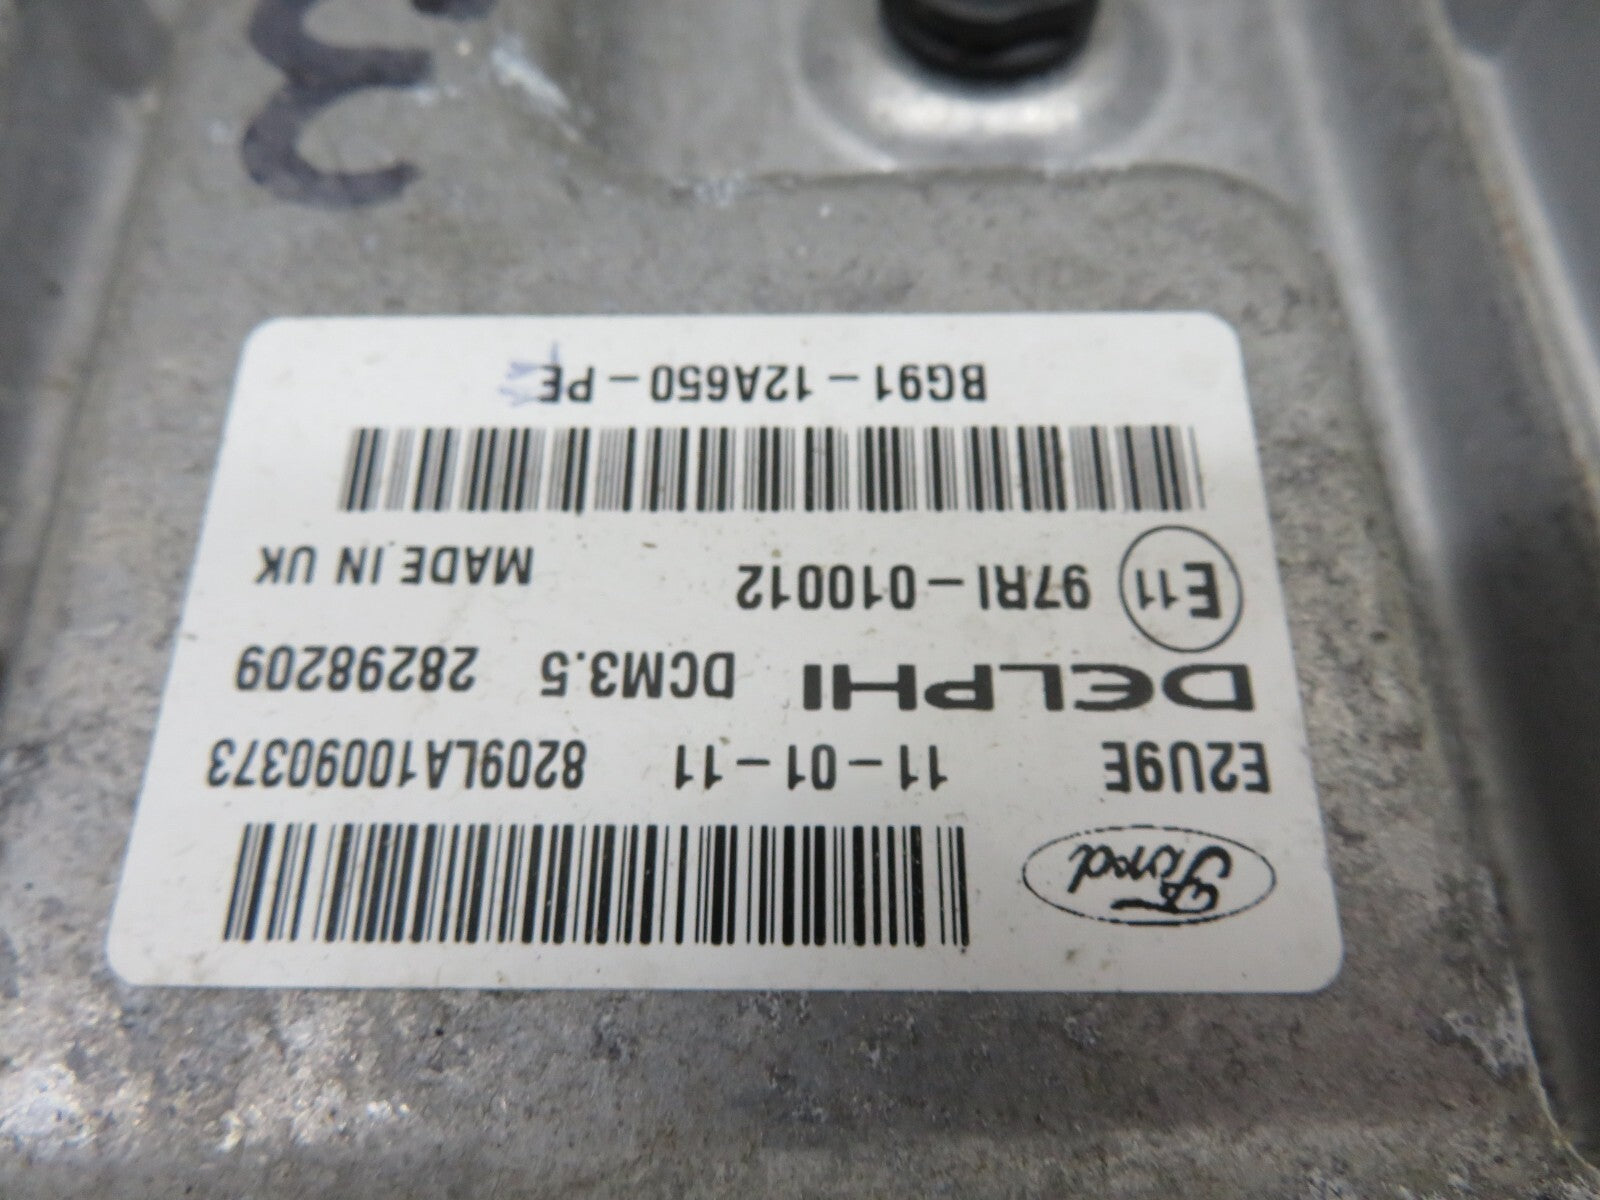 Ford
E2U9E 11-01-11 8209LA10090373
DELPHI DCM3.5 28298209
E11 97RI-010012 MADE IN UK
BG91-12A650-PE